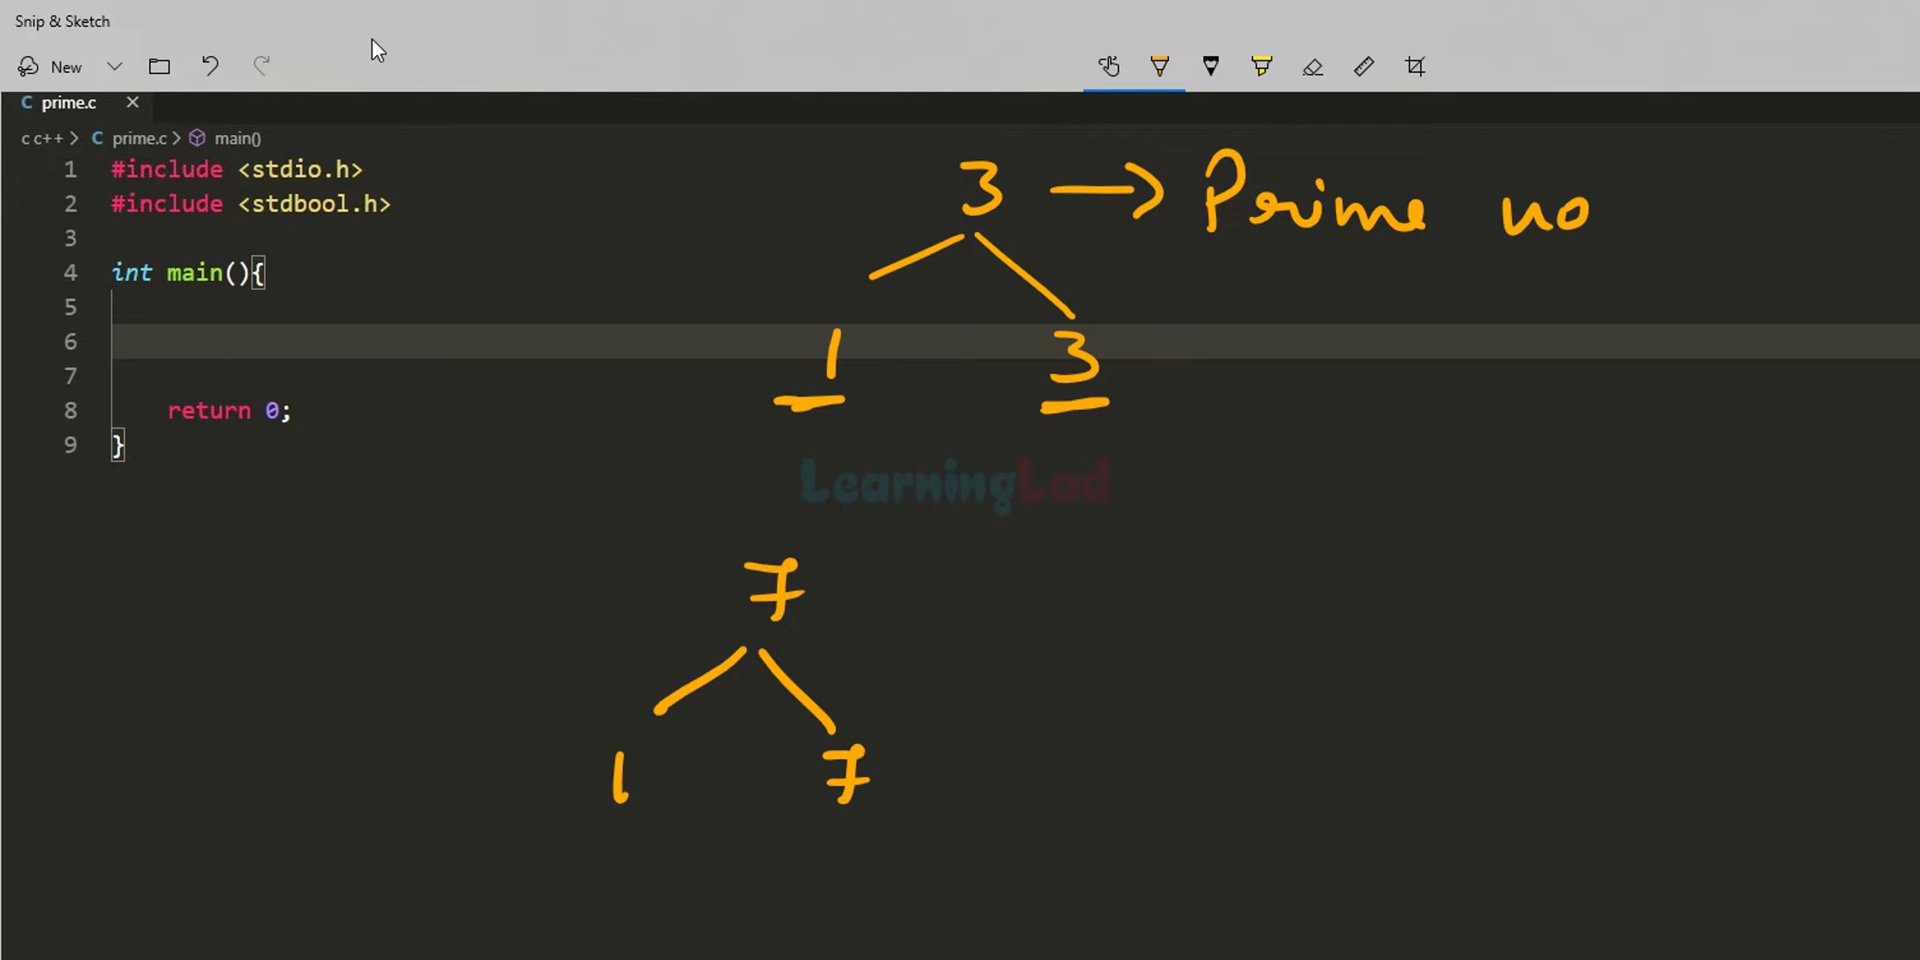 Snip & Sketch
New
prime.c
c c++ > prime.c > main()
1 #include <stdio.h>
2 #include <stdbool.h>
3
4 int main(){
5
6
7
8 return 0;
9 }
3 → Prime no
1 3
LearningLad
7
1 7